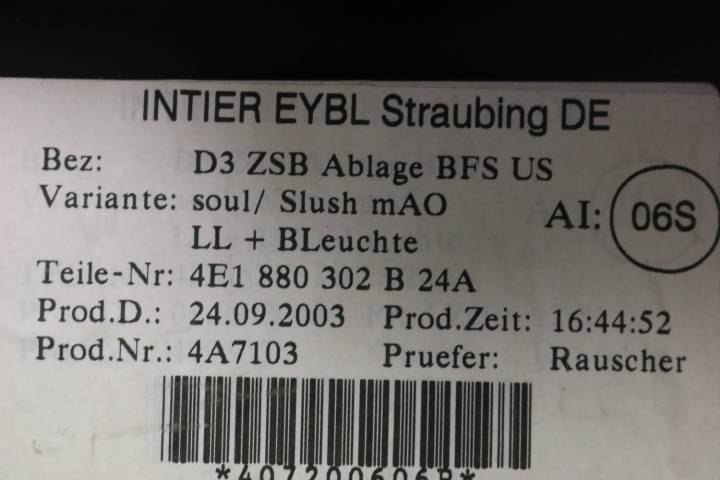 INTIER EYBL Straubing DE
Bez: D3 ZSB Ablage BFS US
Variante: soul/ Slush mAO
AI: 06S
LL + BLeuchte
Teile-Nr: 4E1 880 302 B 24A
Prod.D.: 24.09.2003 Prod.Zeit: 16:44:52
Prod.Nr.: 4A7103 Pruefer: Rauscher